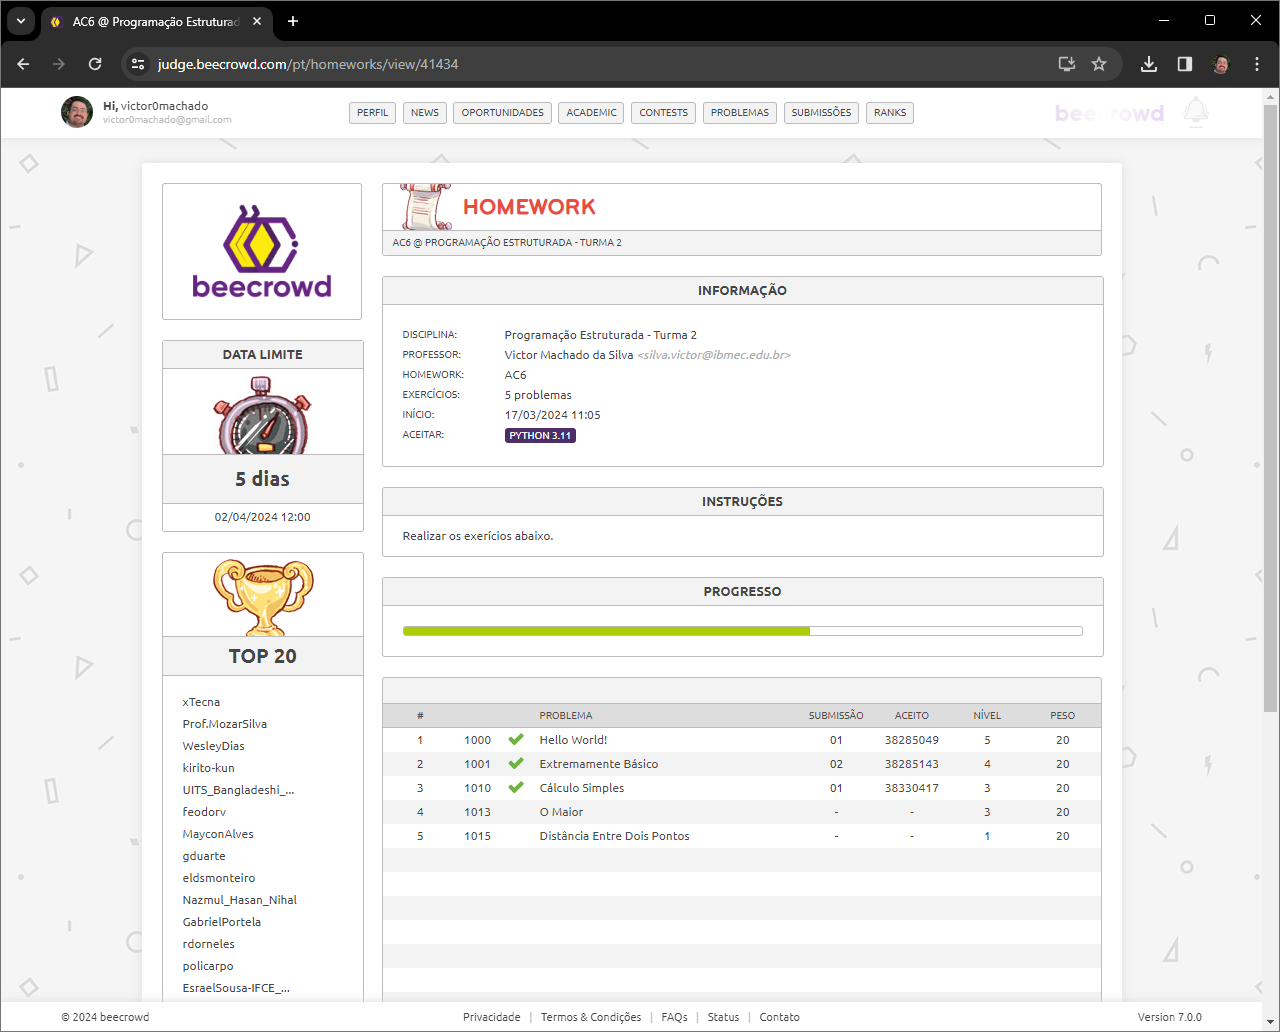 AC6 @ Programação Estruturad
judge.beecrowd.com/pt/homeworks/view/41434
Hi, victor0machado
victor0machado@gmail.com
PERFIL NEWS OPORTUNIDADES ACADEMIC CONTESTS PROBLEMAS SUBMISSÕES RANKS
beecrowd
beecrowd
HOMEWORK
AC6 @ PROGRAMAÇÃO ESTRUTURADA - TURMA 2
DATA LIMITE
5 dias
02/04/2024 12:00
INFORMAÇÃO
DISCIPLINA: Programação Estruturada - Turma 2
PROFESSOR: Victor Machado da Silva <silva.victor@ibmec.edu.br>
HOMEWORK: AC6
EXERCÍCIOS: 5 problemas
INÍCIO: 17/03/2024 11:05
ACEITAR: PYTHON 3.11
INSTRUÇÕES
Realizar os exerícios abaixo.
PROGRESSO
TOP 20
xTecna
Prof.MozarSilva
WesleyDias
kirito-kun
UITS_Bangladeshi_...
feodorv
MayconAlves
gduarte
eldsmonteiro
Nazmul_Hasan_Nihal
GabrielPortela
rdorneles
policarpo
EsraelSousa-IFCE_...
# PROBLEMA SUBMISSÃO ACEITO NÍVEL PESO
1 1000 Hello World! 01 38285049 5 20
2 1001 Extremamente Básico 02 38285143 4 20
3 1010 Cálculo Simples 01 38330417 3 20
4 1013 O Maior - - 3 20
5 1015 Distância Entre Dois Pontos - - 1 20
© 2024 beecrowd
Privacidade | Termos & Condições | FAQs | Status | Contato
Version 7.0.0